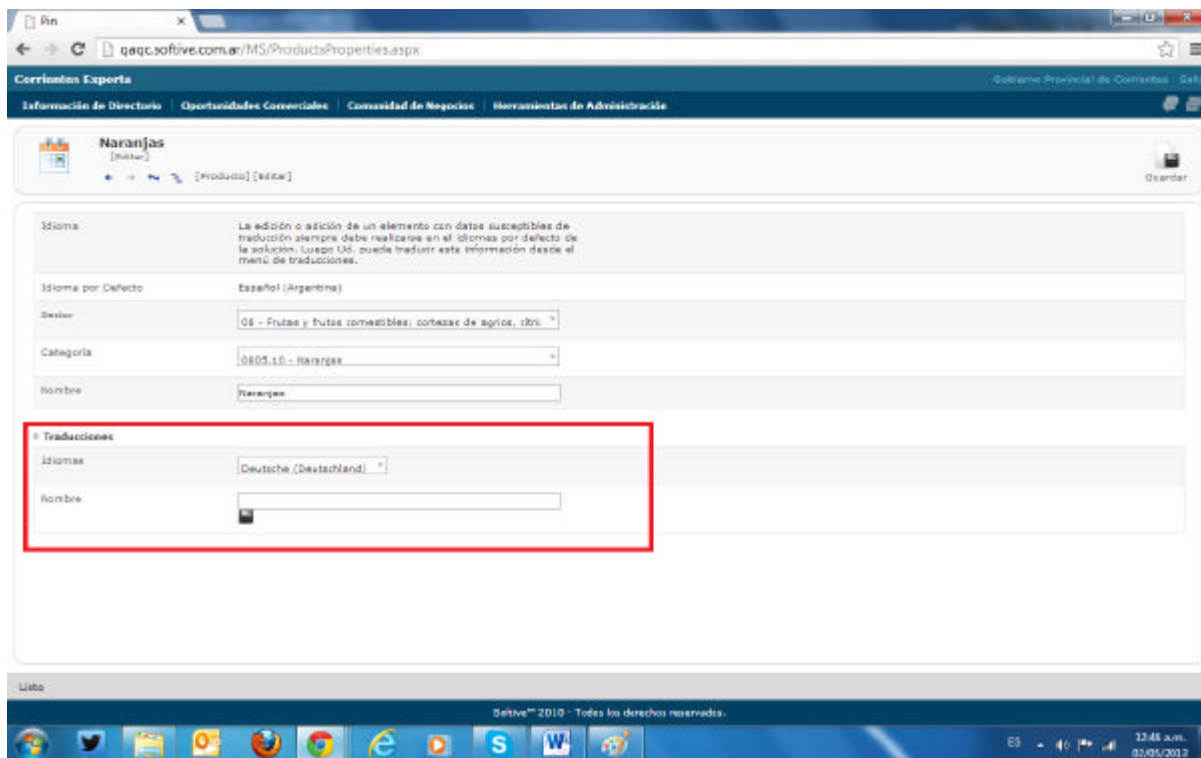 Pin
qaqc.softive.com.ar/MS/ProductsProperties.aspx
Corrientes Exporta
Gobierno Provincial de Corrientes
Información de Directorio | Oportunidades Comerciales | Comunidad de Negocios | Herramientas de Administración
Naranjas
[Editar]
[Producto] [Editar]
Guardar
Idioma
La edición o adición de un elemento con datos susceptibles de
traducción siempre debe realizarse en el idiomas por defecto de
la solución. Luego Ud. puede traducir esta información desde el
menú de traducciones.
Idioma por Defecto
Español (Argentina)
Sector
08 - Frutas y frutos comestibles; cortezas de agrios, cítri
Categoría
0805.10 - Naranjas
Nombre
Naranjas
Traducciones
Idiomas
Deutsche (Deutschland)
Nombre
Listo
Softive™ 2010 - Todos los derechos reservados.
ES
12:46 a.m.
02/05/2013